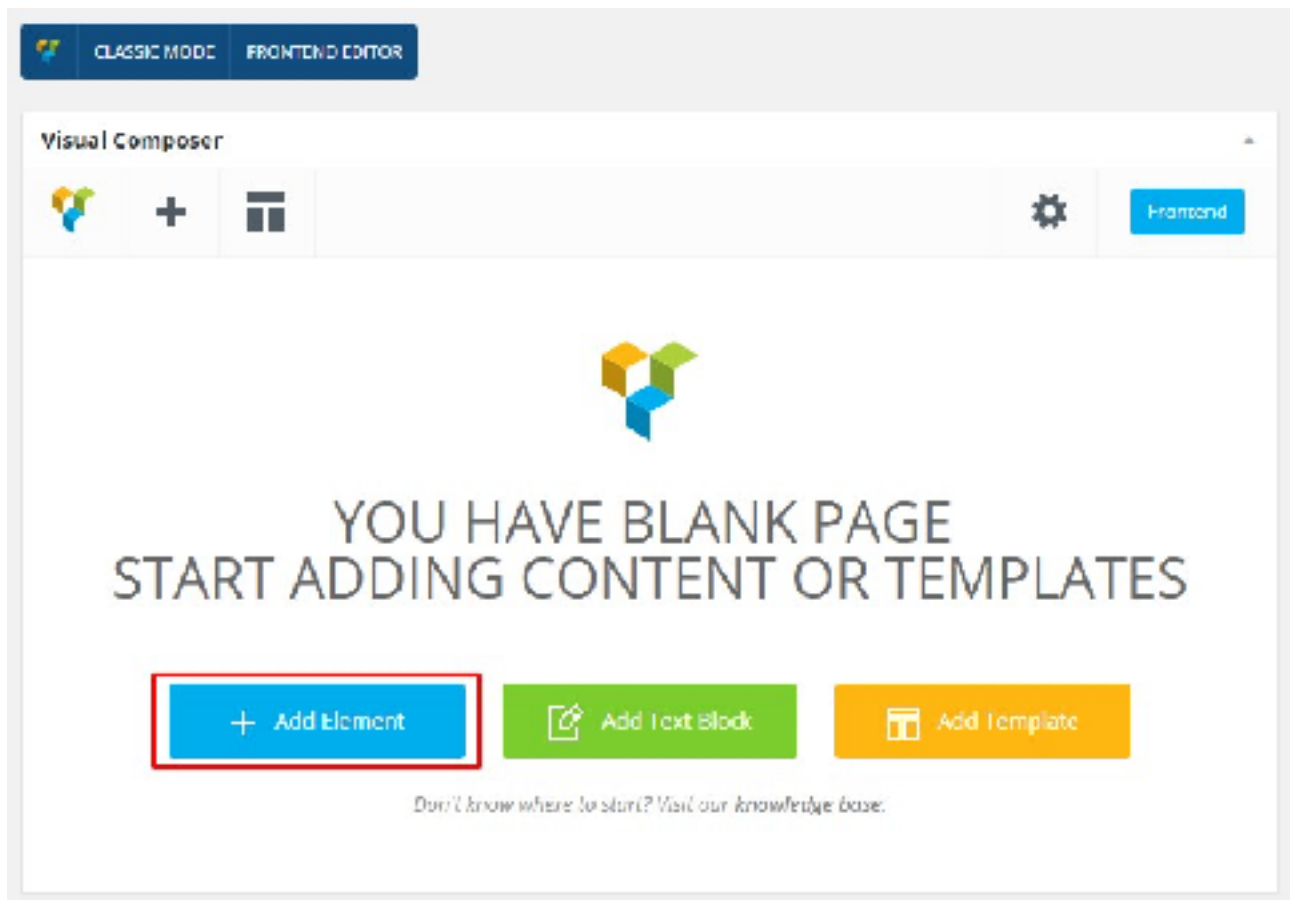 CLASSIC MODE FRONTEND EDITOR
Visual Composer
Frontend
YOU HAVE BLANK PAGE
START ADDING CONTENT OR TEMPLATES
Add Element Add Text Block Add Template
Don't know where to start? Visit our knowledge base.